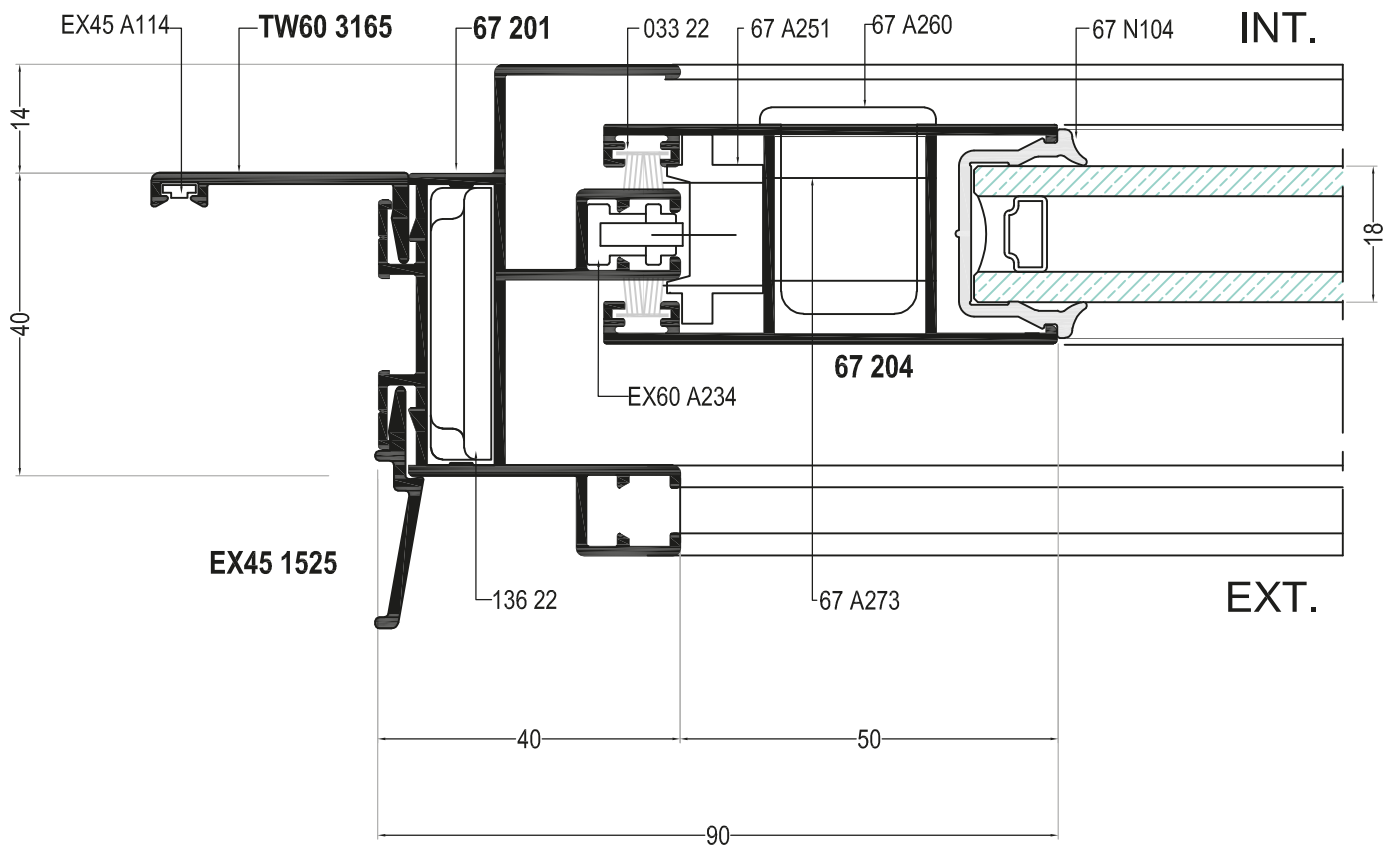 EX45 A114
TW60 3165
67 201
033 22
67 A251
67 A260
67 N104
INT.
14
40
18
67 204
EX60 A234
EX45 1525
136 22
67 A273
EXT.
40
50
90